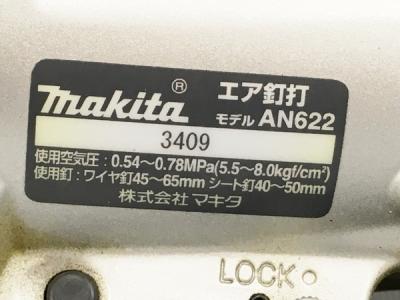 makita® エア釘打
モデル AN622
3409
使用空気圧:0.54〜0.78MPa(5.5〜8.0kgf/cm²)
使用釘:ワイヤ釘45〜65mm シート釘40〜50mm
株式会社 マキタ
LOCK